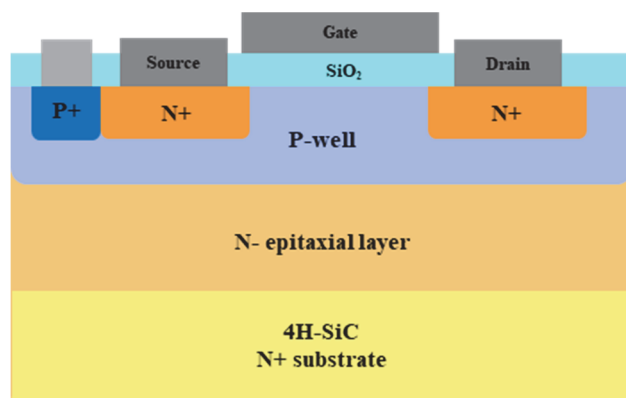 Gate
Source
SiO₂
Drain
P+
N+
N+
P-well
N- epitaxial layer
4H-SiC
N+ substrate